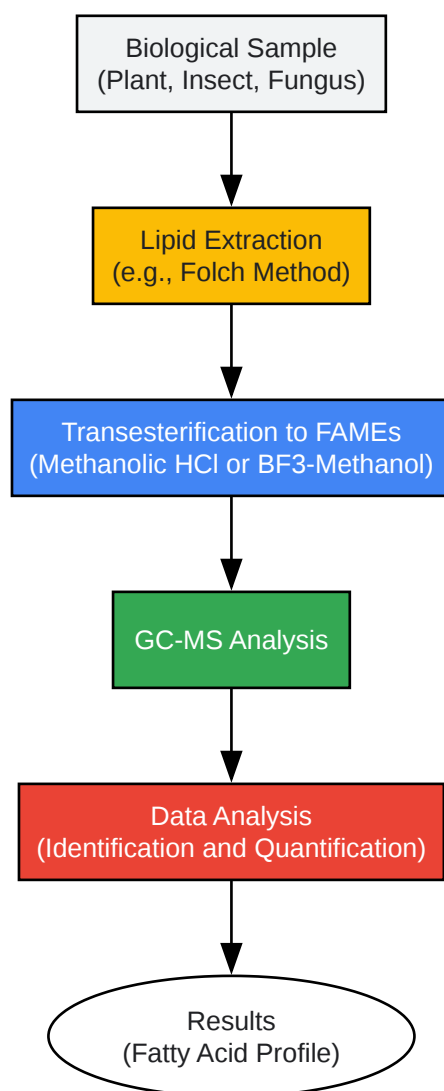 Biological Sample
(Plant, Insect, Fungus)
Lipid Extraction
(e.g., Folch Method)
Transesterification to FAMEs
(Methanolic HCl or BF3-Methanol)
GC-MS Analysis
Data Analysis
(Identification and Quantification)
Results
(Fatty Acid Profile)